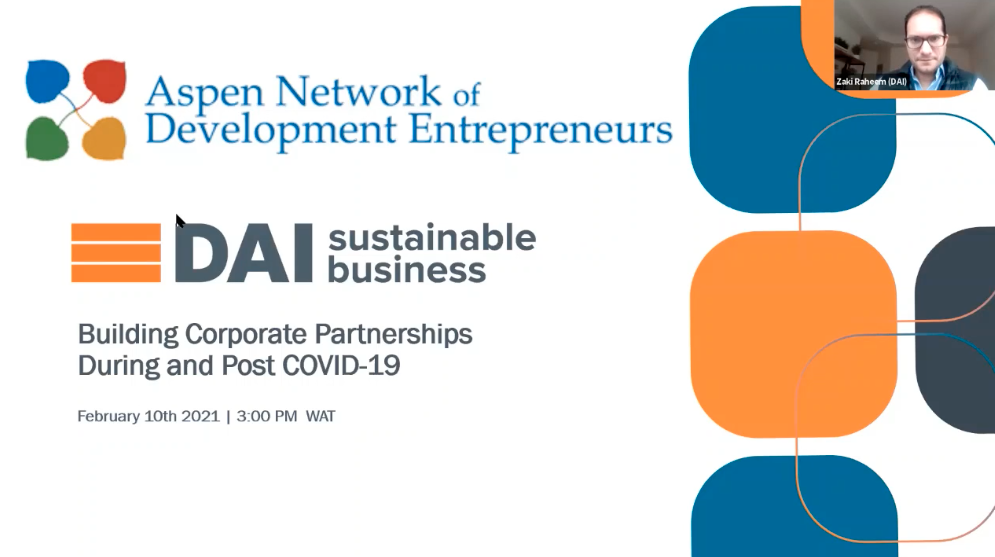 Zaki Raheem (DAI)
Aspen Network of
Development Entrepreneurs
DAI sustainable
business
Building Corporate Partnerships
During and Post COVID-19
February 10th 2021 | 3:00 PM WAT